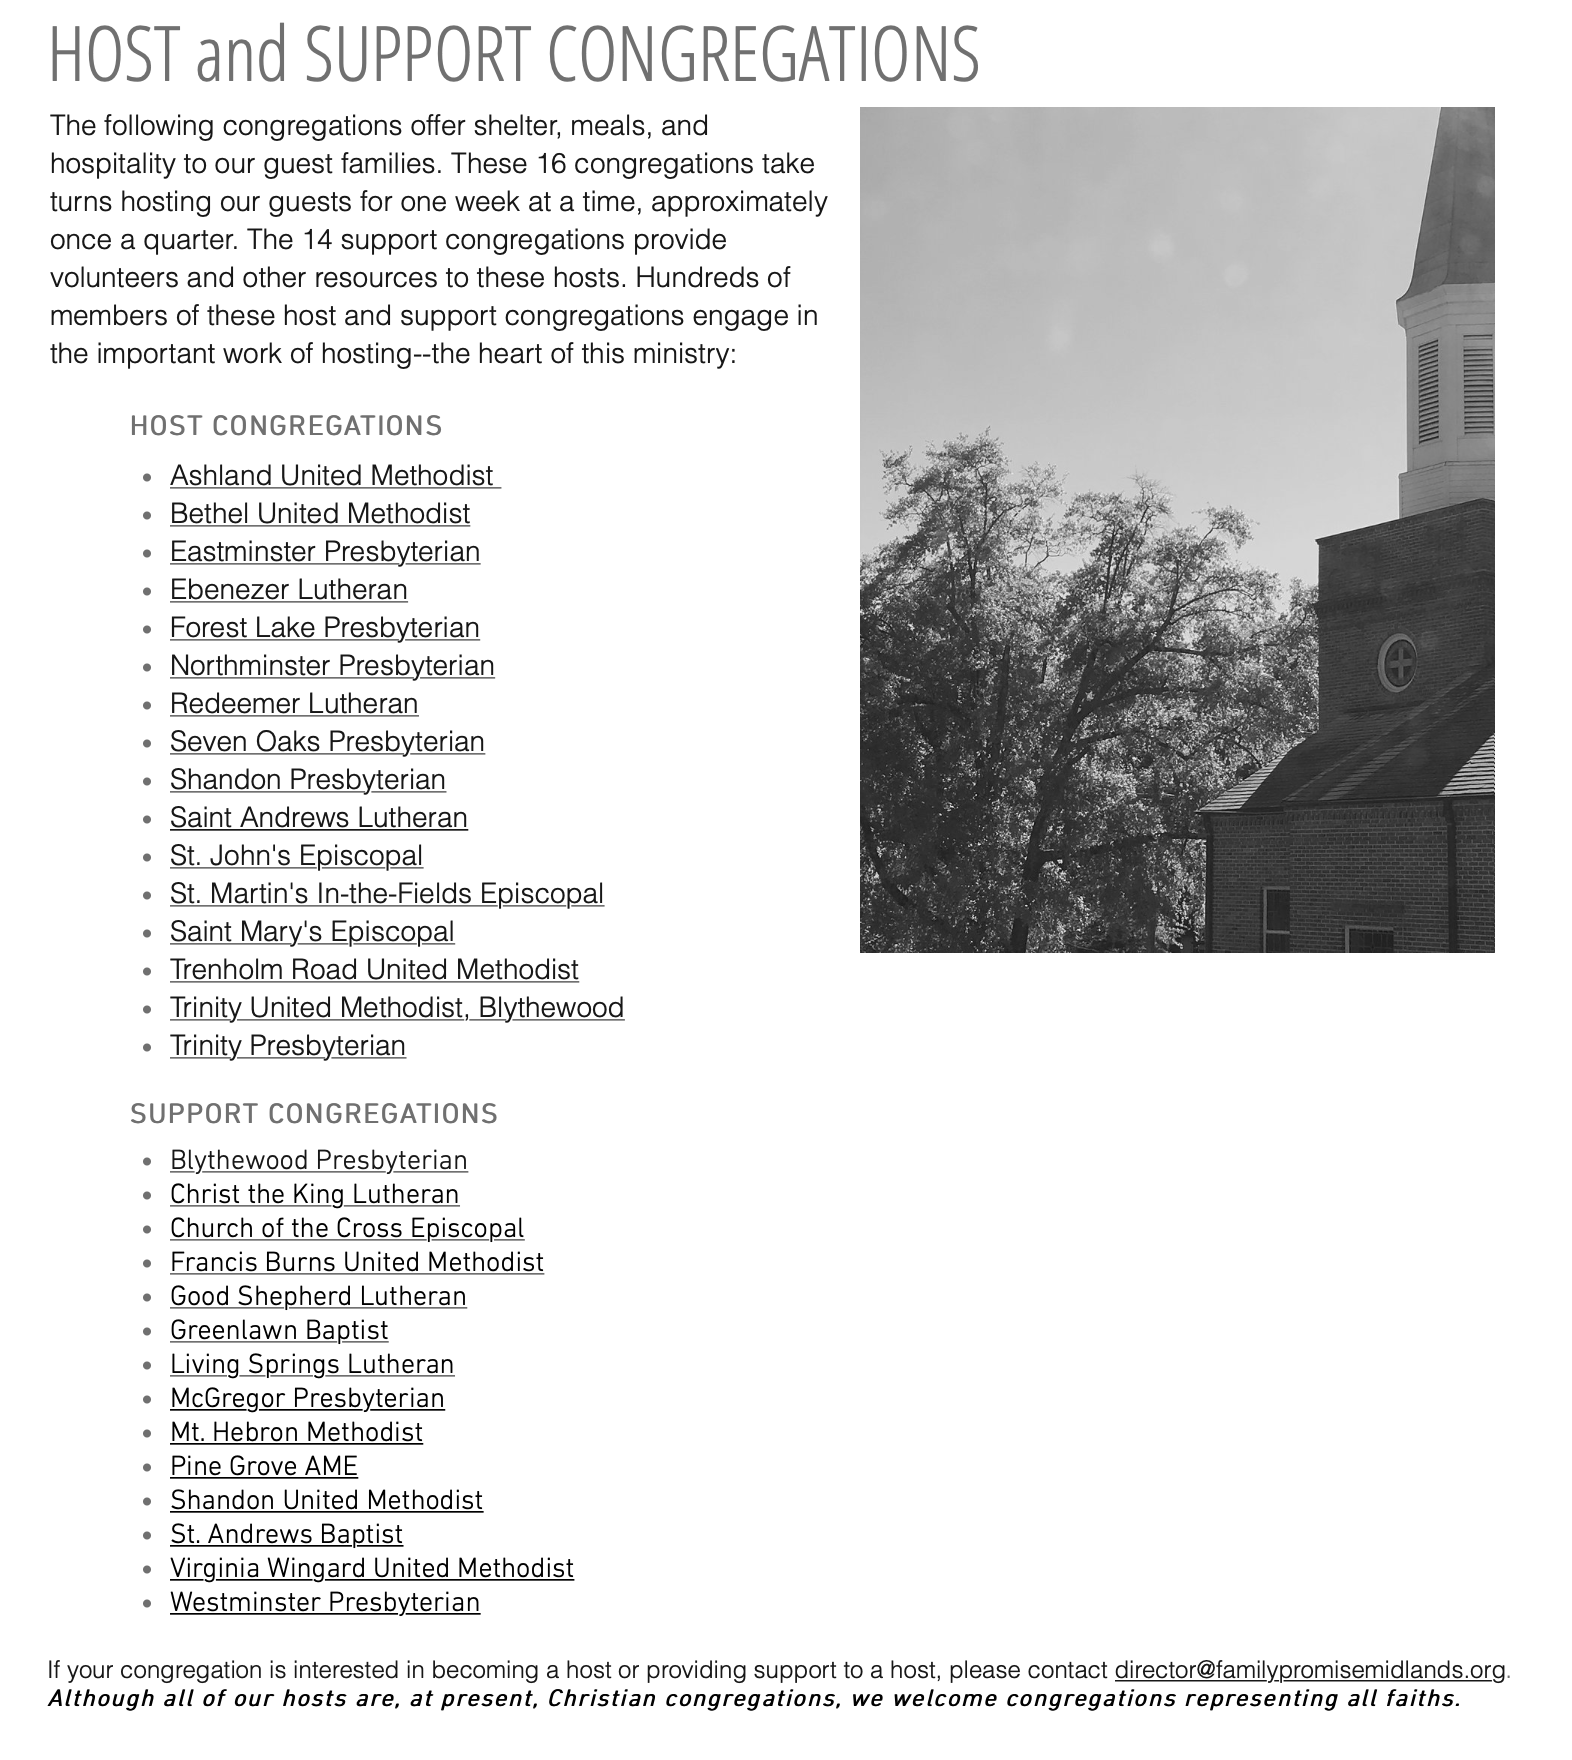 HOST and SUPPORT CONGREGATIONS
The following congregations offer shelter, meals, and
hospitality to our guest families. These 16 congregations take
turns hosting our guests for one week at a time, approximately
once a quarter. The 14 support congregations provide
volunteers and other resources to these hosts. Hundreds of
members of these host and support congregations engage in
the important work of hosting--the heart of this ministry:
HOST CONGREGATIONS
• Ashland United Methodist
• Bethel United Methodist
• Eastminster Presbyterian
• Ebenezer Lutheran
• Forest Lake Presbyterian
• Northminster Presbyterian
• Redeemer Lutheran
• Seven Oaks Presbyterian
• Shandon Presbyterian
• Saint Andrews Lutheran
• St. John's Episcopal
• St. Martin's In-the-Fields Episcopal
• Saint Mary's Episcopal
• Trenholm Road United Methodist
• Trinity United Methodist, Blythewood
• Trinity Presbyterian
SUPPORT CONGREGATIONS
• Blythewood Presbyterian
• Christ the King Lutheran
• Church of the Cross Episcopal
• Francis Burns United Methodist
• Good Shepherd Lutheran
• Greenlawn Baptist
• Living Springs Lutheran
• McGregor Presbyterian
• Mt. Hebron Methodist
• Pine Grove AME
• Shandon United Methodist
• St. Andrews Baptist
• Virginia Wingard United Methodist
• Westminster Presbyterian
If your congregation is interested in becoming a host or providing support to a host, please contact director@familypromisemidlands.org.
Although all of our hosts are, at present, Christian congregations, we welcome congregations representing all faiths.